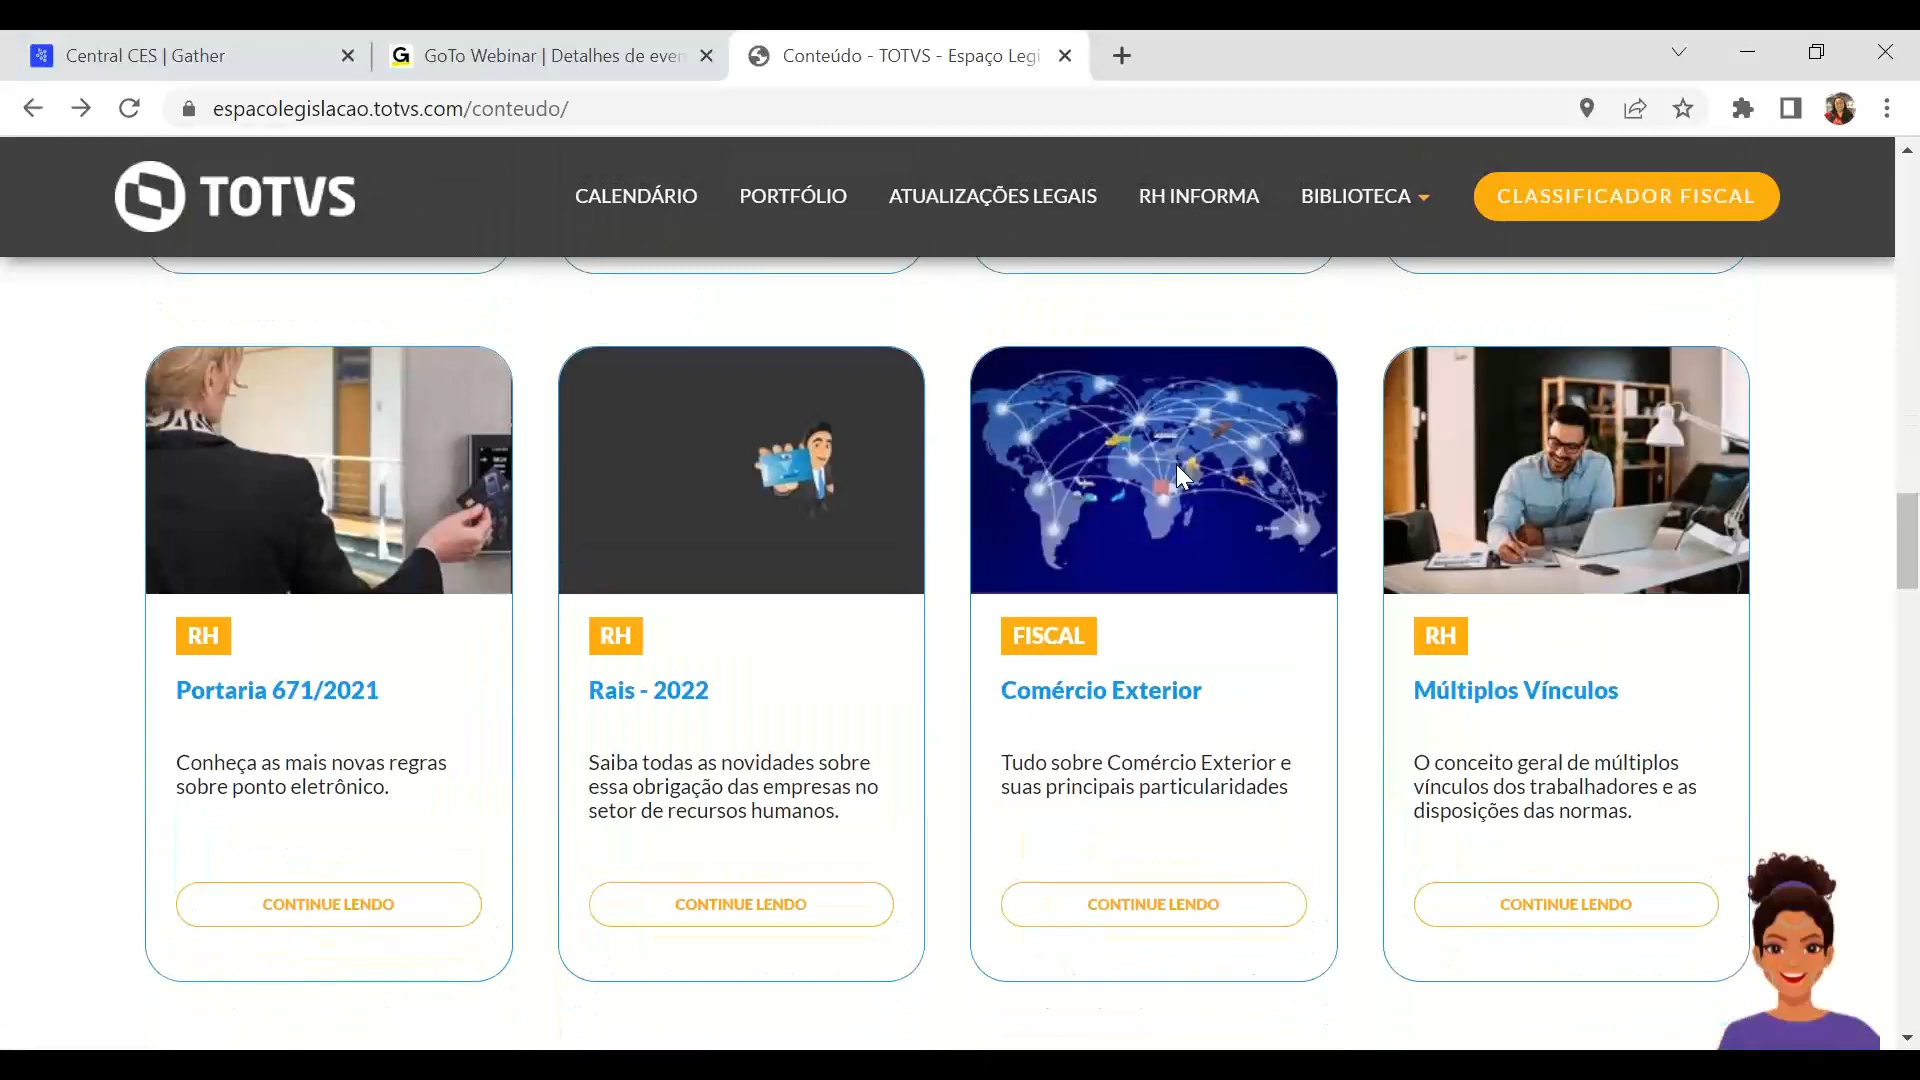 Central CES | Gather
GoTo Webinar | Detalhes de even
Conteúdo - TOTVS - Espaço Legi
espacolegislacao.totvs.com/conteudo/
TOTVS
CALENDÁRIO
PORTFÓLIO
ATUALIZAÇÕES LEGAIS
RH INFORMA
BIBLIOTECA
CLASSIFICADOR FISCAL
RH
Portaria 671/2021
Conheça as mais novas regras
sobre ponto eletrônico.
CONTINUE LENDO
RH
Rais - 2022
Saiba todas as novidades sobre
essa obrigação das empresas no
setor de recursos humanos.
CONTINUE LENDO
FISCAL
Comércio Exterior
Tudo sobre Comércio Exterior e
suas principais particularidades
CONTINUE LENDO
RH
Múltiplos Vínculos
O conceito geral de múltiplos
vínculos dos trabalhadores e as
disposições das normas.
CONTINUE LENDO